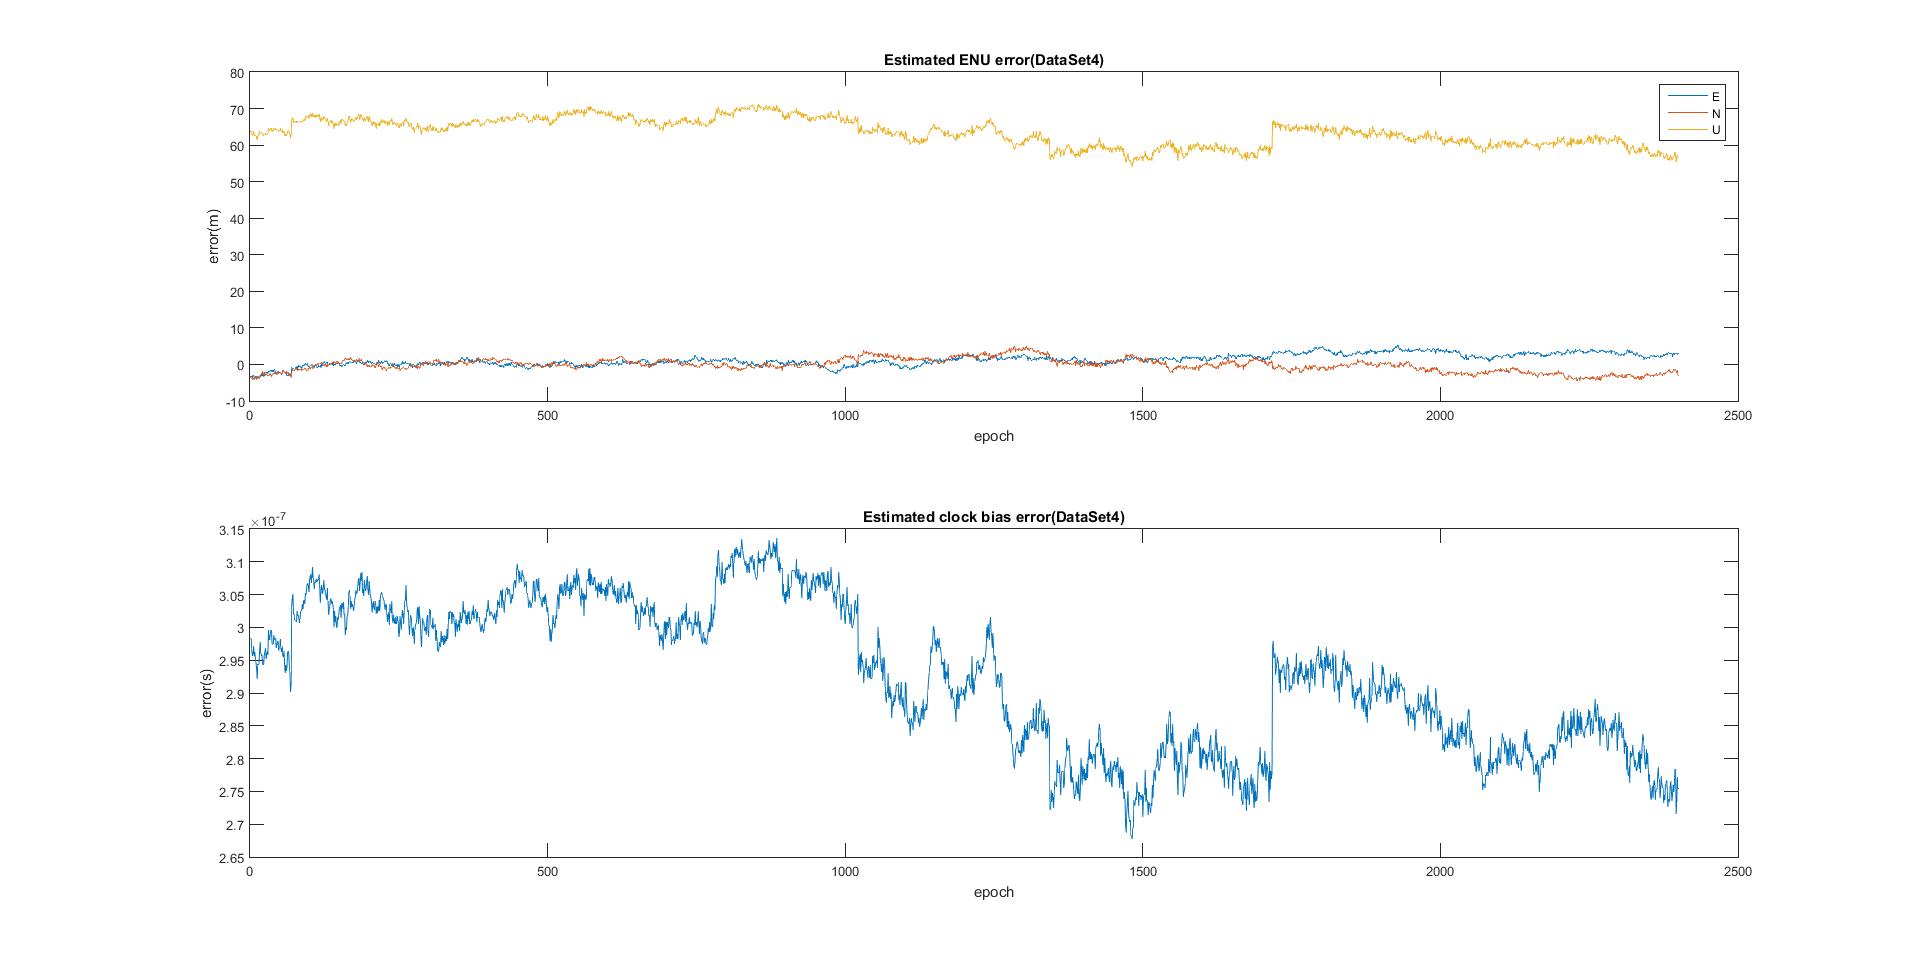 Estimated ENU error(DataSet4)
80
70
60
50
40
30
20
10
0
-10
error(m)
E
N
U
0 500 1000 1500 2000 2500
epoch
Estimated clock bias error(DataSet4)
×10-7
3.15
3.1
3.05
3
2.95
2.9
2.85
2.8
2.75
2.7
2.65
error(s)
0 500 1000 1500 2000 2500
epoch